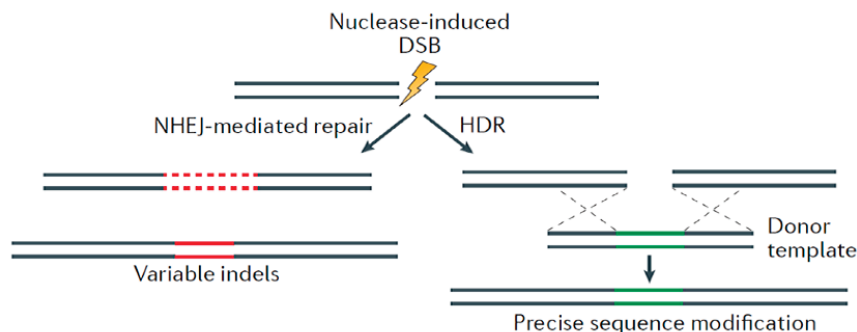 Nuclease-induced
DSB
NHEJ-mediated repair
HDR
Donor
template
Variable indels
Precise sequence modification